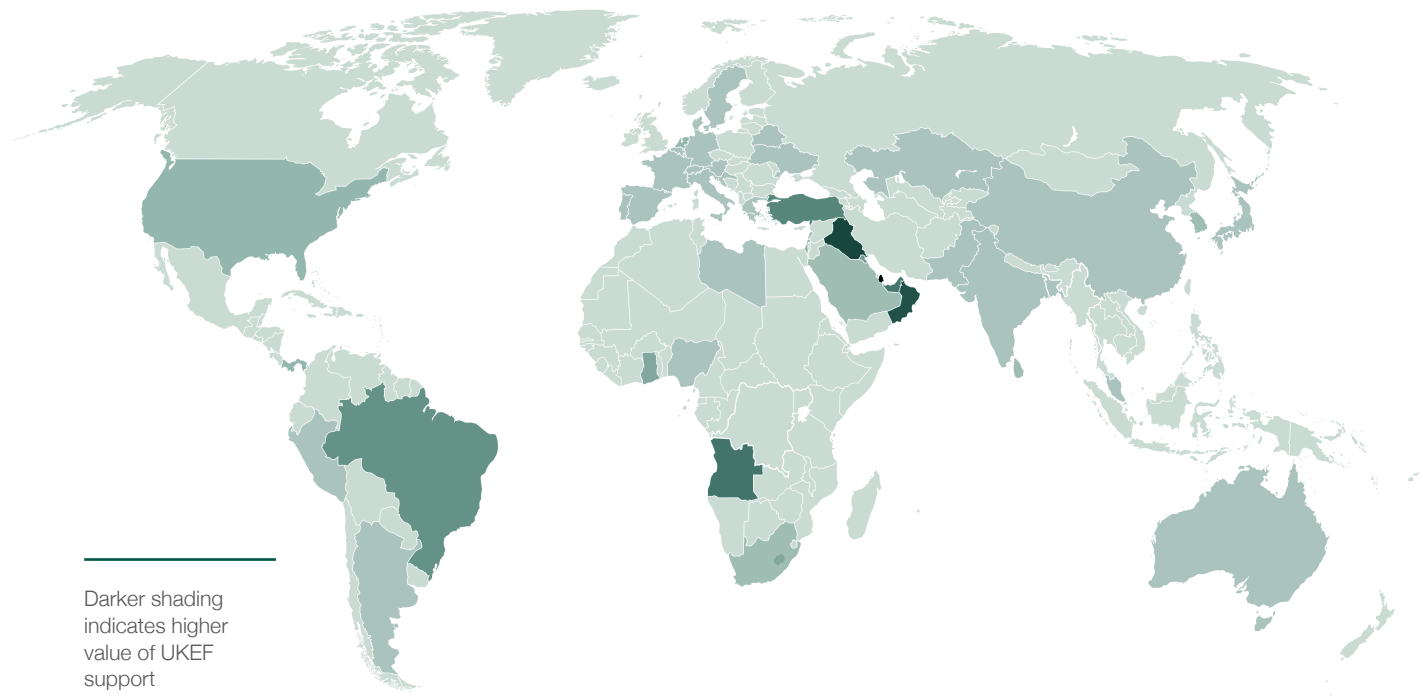 Darker shading
indicates higher
value of UKEF
support